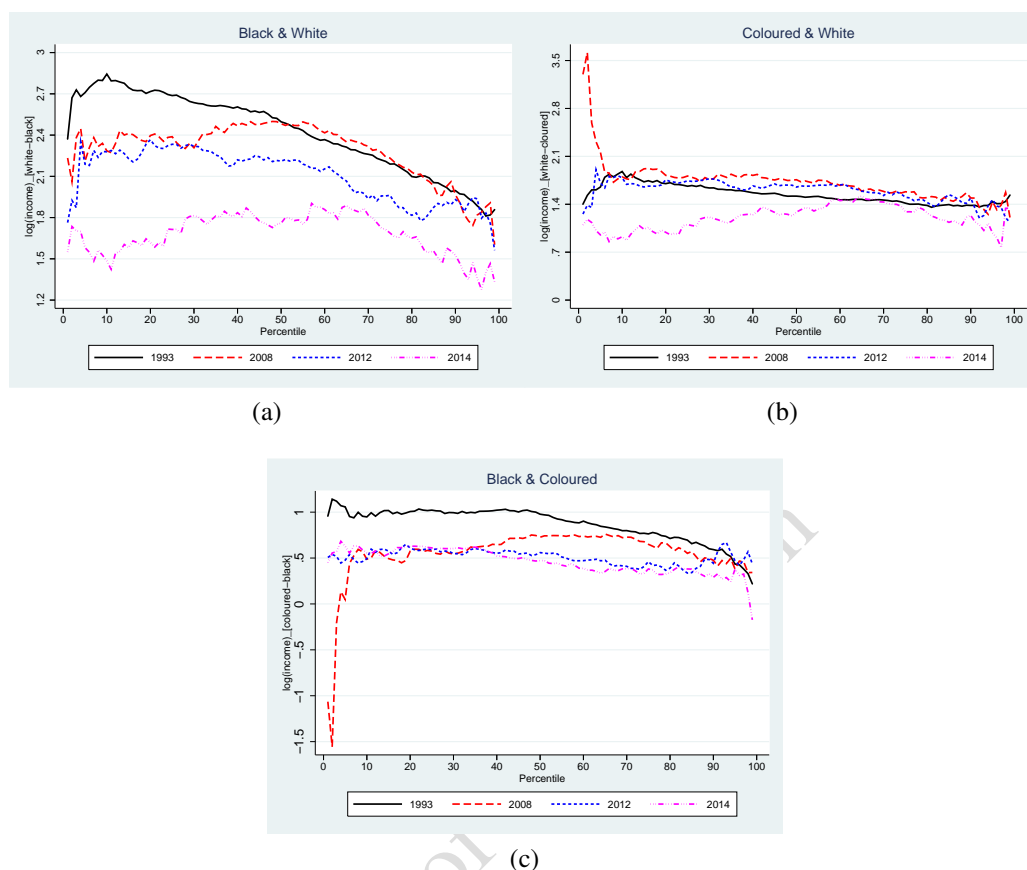 Black & White
log(income)_[white-black]
3
2.7
2.4
2.1
1.8
1.5
1.2
0 10 20 30 40 50 60 70 80 90 100
Percentile
1993 2008 2012 2014
(a)
Coloured & White
log(income)_[white-cloured]
3.5
2.8
2.1
1.4
.7
0
0 10 20 30 40 50 60 70 80 90 100
Percentile
1993 2008 2012 2014
(b)
Black & Coloured
log(income)_[coloured-black]
1
.5
0
-.5
-1
-1.5
0 10 20 30 40 50 60 70 80 90 100
Percentile
1993 2008 2012 2014
(c)